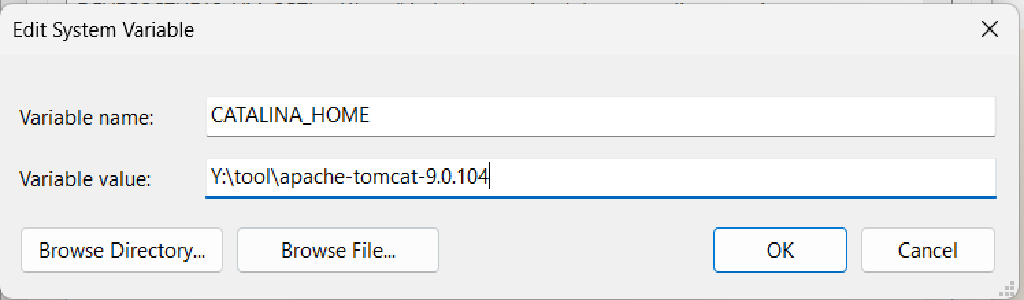 Edit System Variable
Variable name: CATALINA_HOME
Variable value: Y:\tool\apache-tomcat-9.0.104
Browse Directory... Browse File... OK Cancel